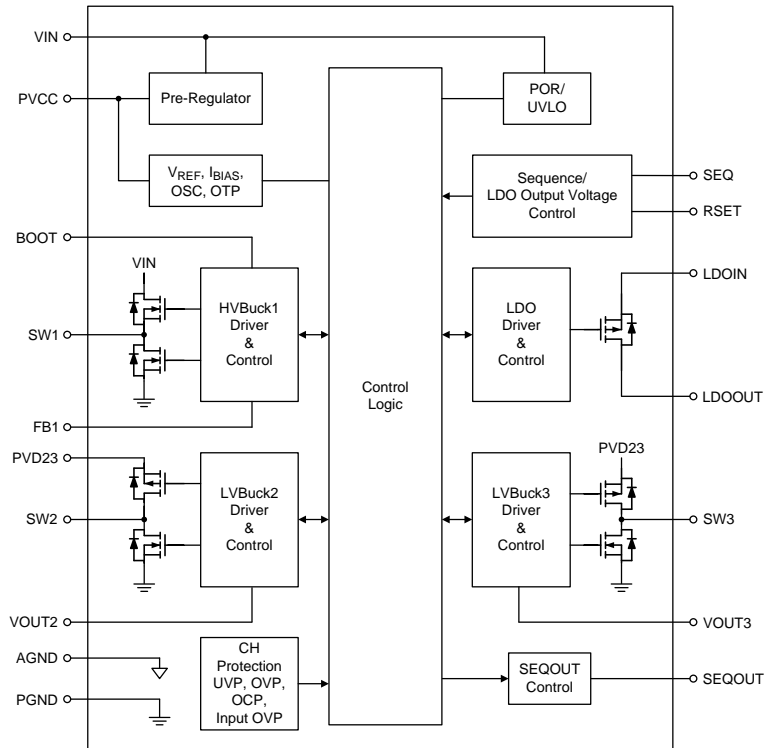 VIN
PVCC
Pre-Regulator
POR/
UVLO
VREF, IBIAS,
OSC, OTP
Sequence/
LDO Output Voltage
Control
SEQ
RSET
BOOT
VIN
HVBuck1
Driver
&
Control
SW1
FB1
Control
Logic
LDO
Driver
&
Control
LDOIN
LDOOUT
PVD23
LVBuck2
Driver
&
Control
SW2
VOUT2
LVBuck3
Driver
&
Control
PVD23
SW3
VOUT3
AGND
PGND
CH
Protection
UVP, OVP,
OCP,
Input OVP
SEQOUT
Control
SEQOUT